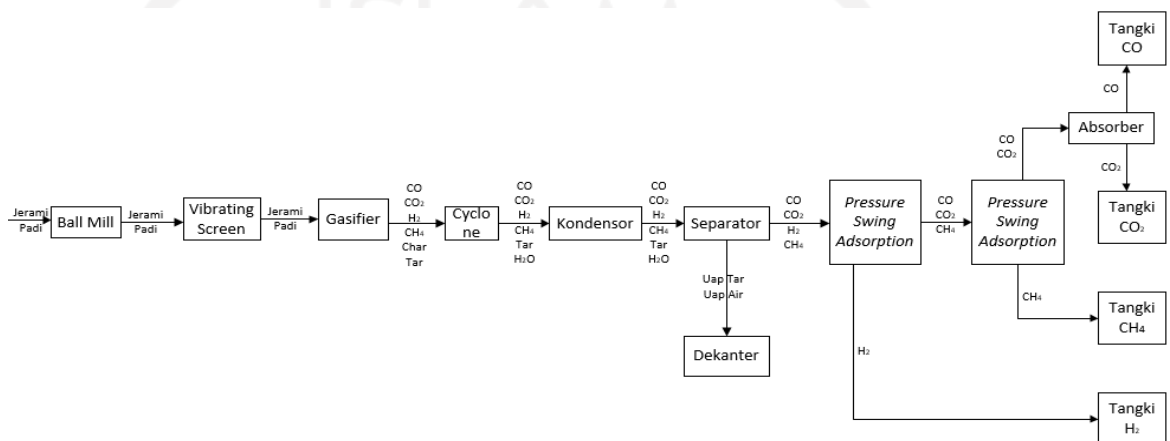 Tangki
CO
CO
Absorber
CO
CO₂
CO₂
Tangki
CO₂
Jerami
Padi
Ball Mill
Jerami
Padi
Vibrating
Screen
Jerami
Padi
Gasifier
CO
CO₂
H₂
CH₄
Char
Tar
Cyclo
ne
CO
CO₂
H₂
CH₄
Tar
H₂O
Kondensor
CO
CO₂
H₂
CH₄
Tar
H₂O
Separator
CO
CO₂
H₂
CH₄
Pressure
Swing
Adsorption
CO
CO₂
CH₄
Pressure
Swing
Adsorption
Uap Tar
Uap Air
Dekanter
CH₄
Tangki
CH₄
H₂
Tangki
H₂